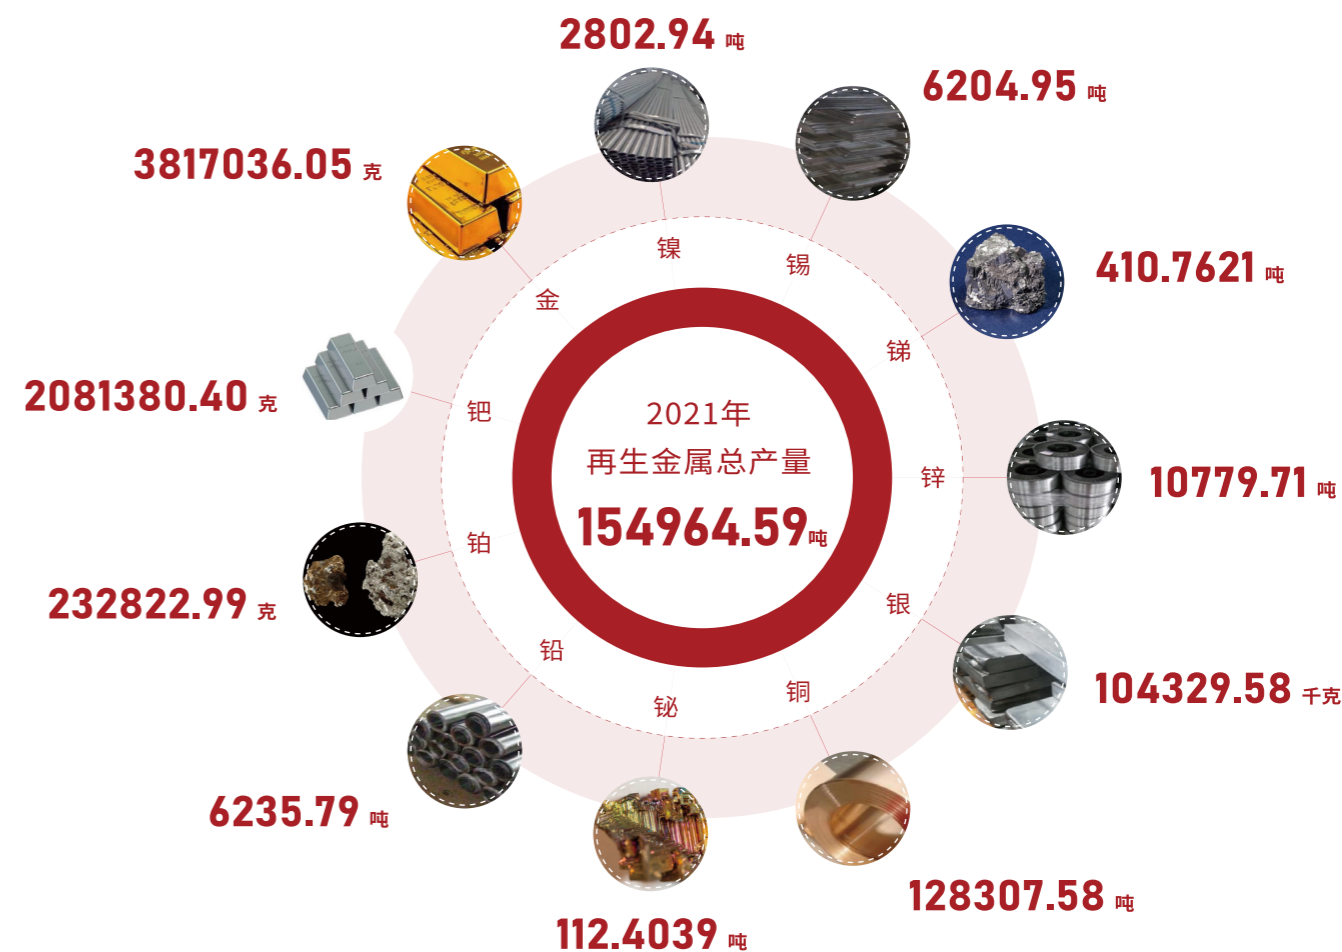 2802.94 吨
镍
6204.95 吨
锡
410.7621 吨
锑
10779.71 吨
锌
104329.58 千克
银
128307.58 吨
铜
112.4039 吨
铋
6235.79 吨
铅
232822.99 克
铂
2081380.40 克
钯
3817036.05 克
金
2021年
再生金属总产量
154964.59吨